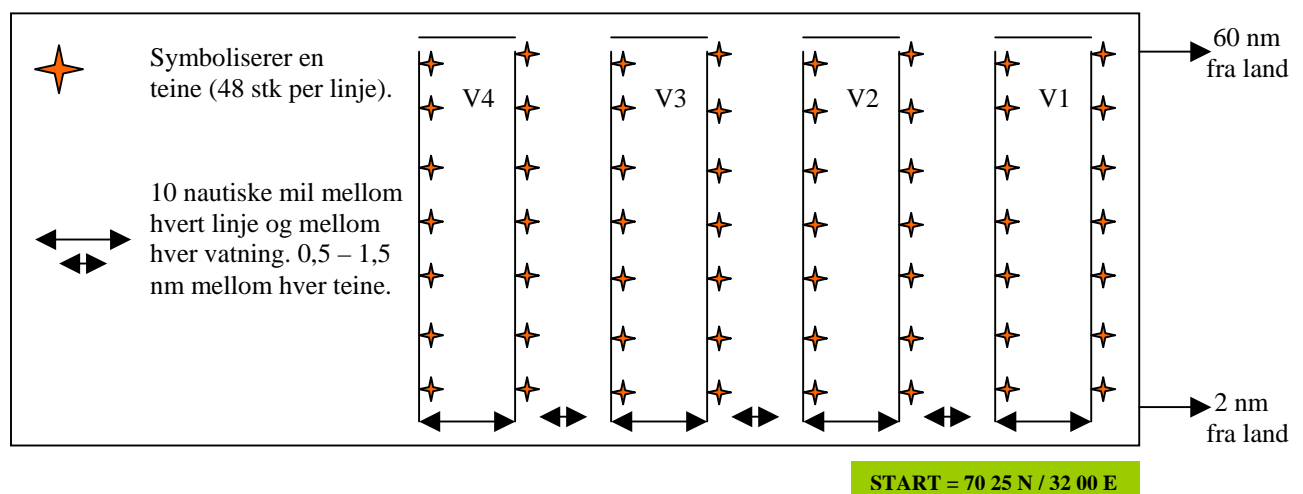 Symboliserer en
teine (48 stk per linje).
10 nautiske mil mellom
hvert linje og mellom
hver vatning. 0,5 – 1,5
nm mellom hver teine.
V4
V3
V2
V1
60 nm
fra land
2 nm
fra land
START = 70 25 N / 32 00 E